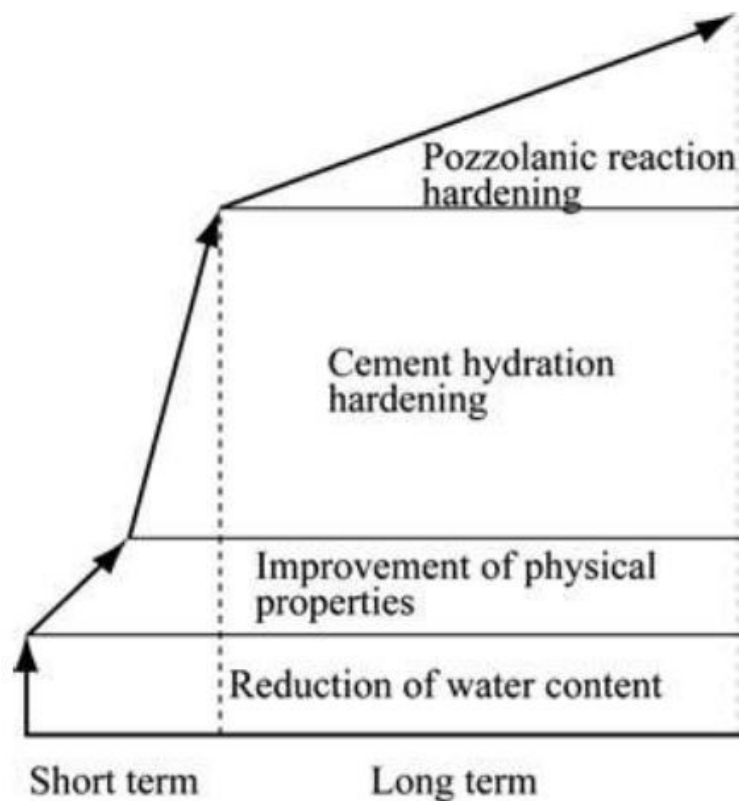 Pozzolanic reaction
hardening
Cement hydration
hardening
Improvement of physical
properties
Reduction of water content
Short term
Long term